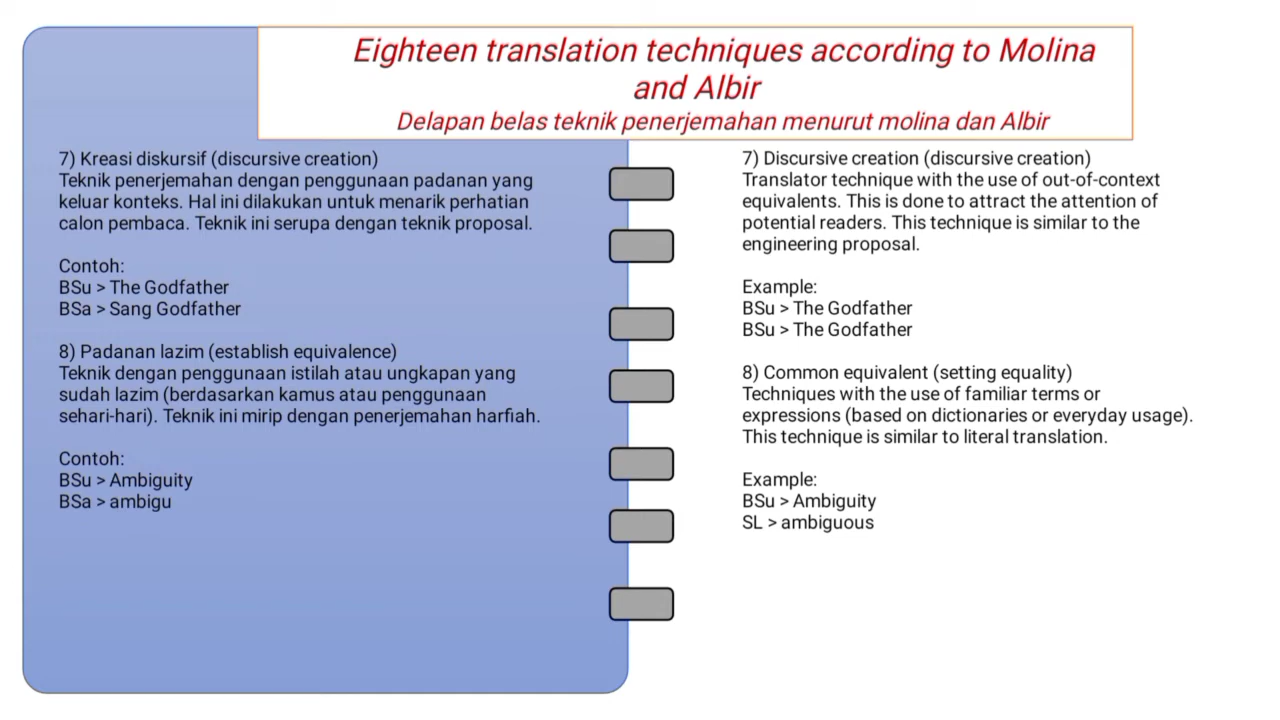 Eighteen translation techniques according to Molina
and Albir
Delapan belas teknik penerjemahan menurut molina dan Albir
7) Kreasi diskursif (discursive creation)
Teknik penerjemahan dengan penggunaan padanan yang
keluar konteks. Hal ini dilakukan untuk menarik perhatian
calon pembaca. Teknik ini serupa dengan teknik proposal.
Contoh:
BSu > The Godfather
BSa > Sang Godfather
8) Padanan lazim (establish equivalence)
Teknik dengan penggunaan istilah atau ungkapan yang
sudah lazim (berdasarkan kamus atau penggunaan
sehari-hari). Teknik ini mirip dengan penerjemahan harfiah.
Contoh:
BSu > Ambiguity
BSa > ambigu
7) Discursive creation (discursive creation)
Translator technique with the use of out-of-context
equivalents. This is done to attract the attention of
potential readers. This technique is similar to the
engineering proposal.
Example:
BSu > The Godfather
BSu > The Godfather
8) Common equivalent (setting equality)
Techniques with the use of familiar terms or
expressions (based on dictionaries or everyday usage).
This technique is similar to literal translation.
Example:
BSu > Ambiguity
SL > ambiguous